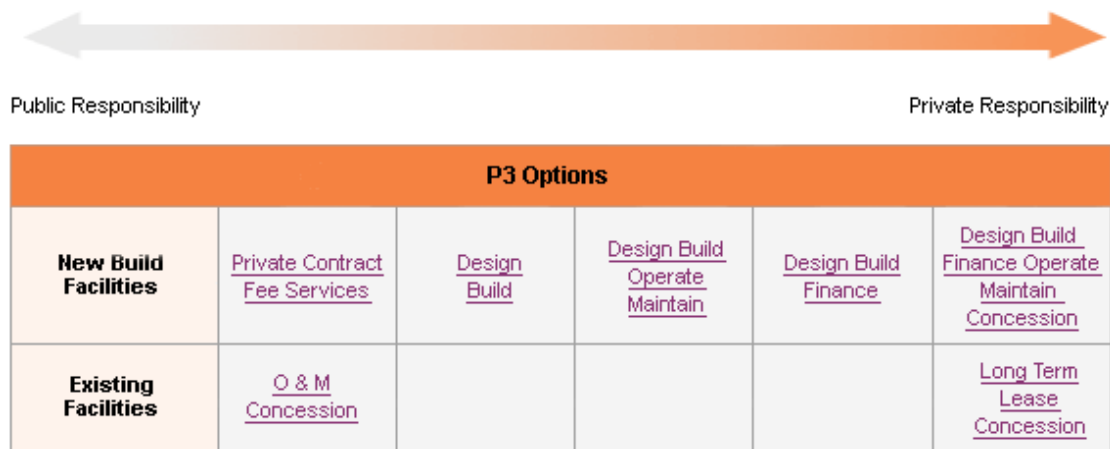 Public Responsibility
Private Responsibility
P3 Options
New Build
Facilities
Private Contract
Fee Services
Design
Build
Design Build
Operate
Maintain
Design Build
Finance
Design Build
Finance Operate
Maintain
Concession
Existing
Facilities
O & M
Concession
Long Term
Lease
Concession